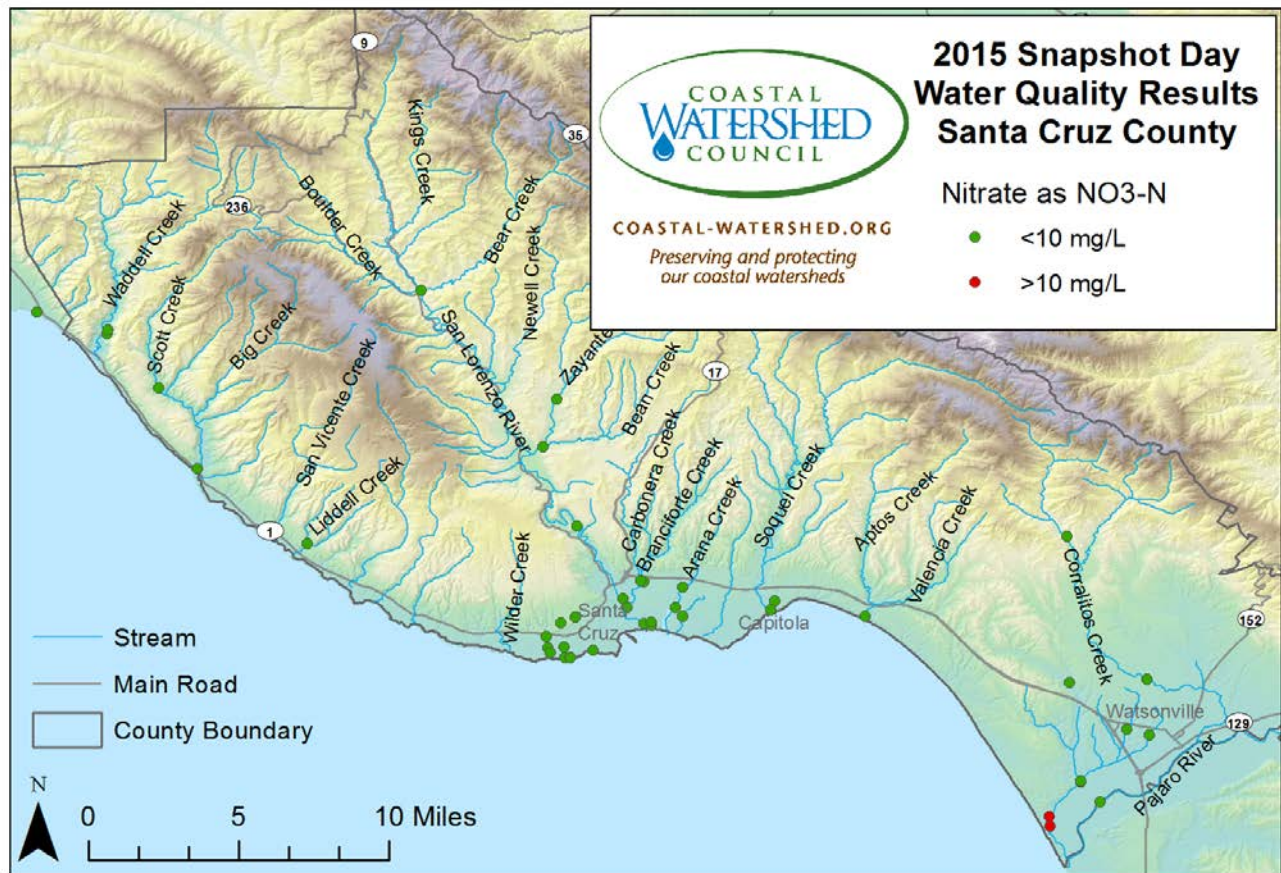 2015 Snapshot Day
Water Quality Results
Santa Cruz County
COASTAL
WATERSHED
COUNCIL
COASTAL-WATERSHED.ORG
Preserving and protecting
our coastal watersheds
Nitrate as NO3-N
<10 mg/L
>10 mg/L
9
35
236
17
1
152
129
Kings Creek
Boulder Creek
Bear Creek
Newell Creek
Waddell Creek
Scott Creek
Big Creek
San Vicente Creek
Liddell Creek
San Lorenzo River
Zayante
Bean Creek
Carbonera Creek
Branciforte Creek
Arana Creek
Soquel Creek
Aptos Creek
Valencia Creek
Corralitos Creek
Wilder Creek
Santa
Cruz
Capitola
Watsonville
Pajaro River
Stream
Main Road
County Boundary
N
0 5 10 Miles